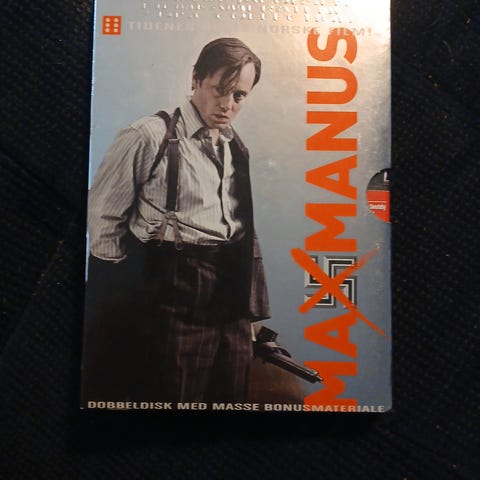 TIDENES NORSKE FILM!
MAX MANUS
DOBBELDISK MED MASSE BONUSMATERIALE